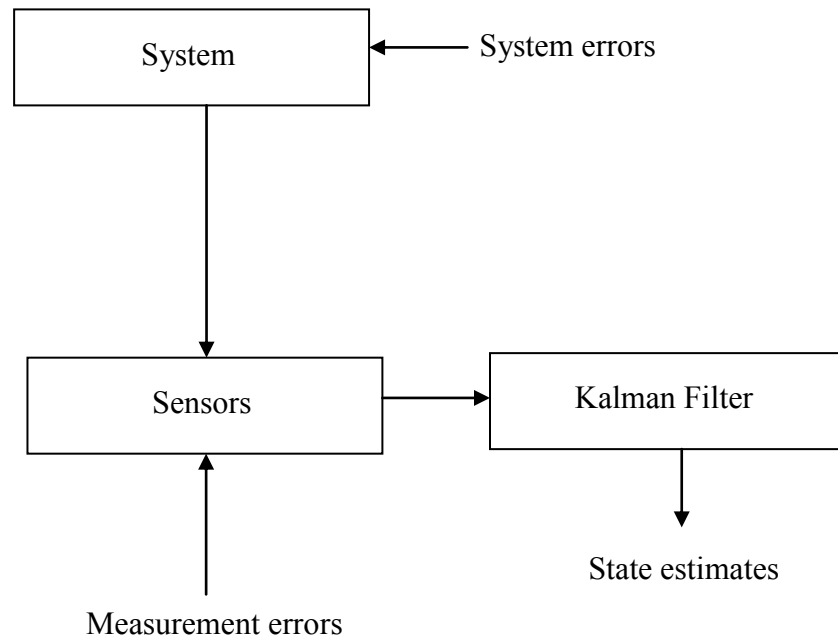 System
System errors
Sensors
Kalman Filter
State estimates
Measurement errors